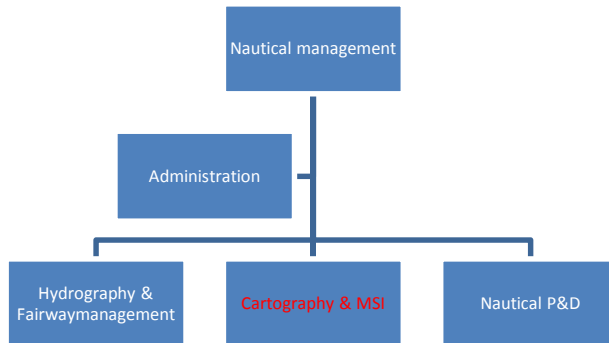 Nautical management
Administration
Hydrography &
Fairwaymanagement
Cartography & MSI
Nautical P&D